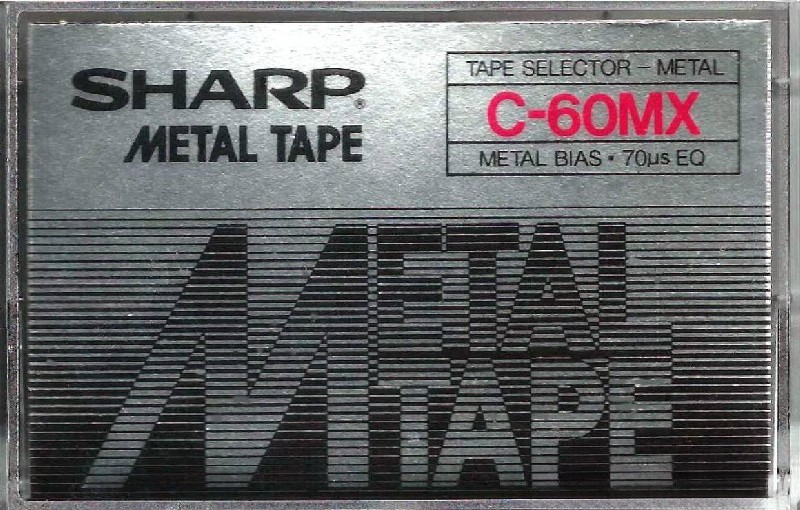 SHARP®
METAL TAPE
TAPE SELECTOR – METAL
C-60MX
METAL BIAS • 70µs EQ
METAL
TAPE